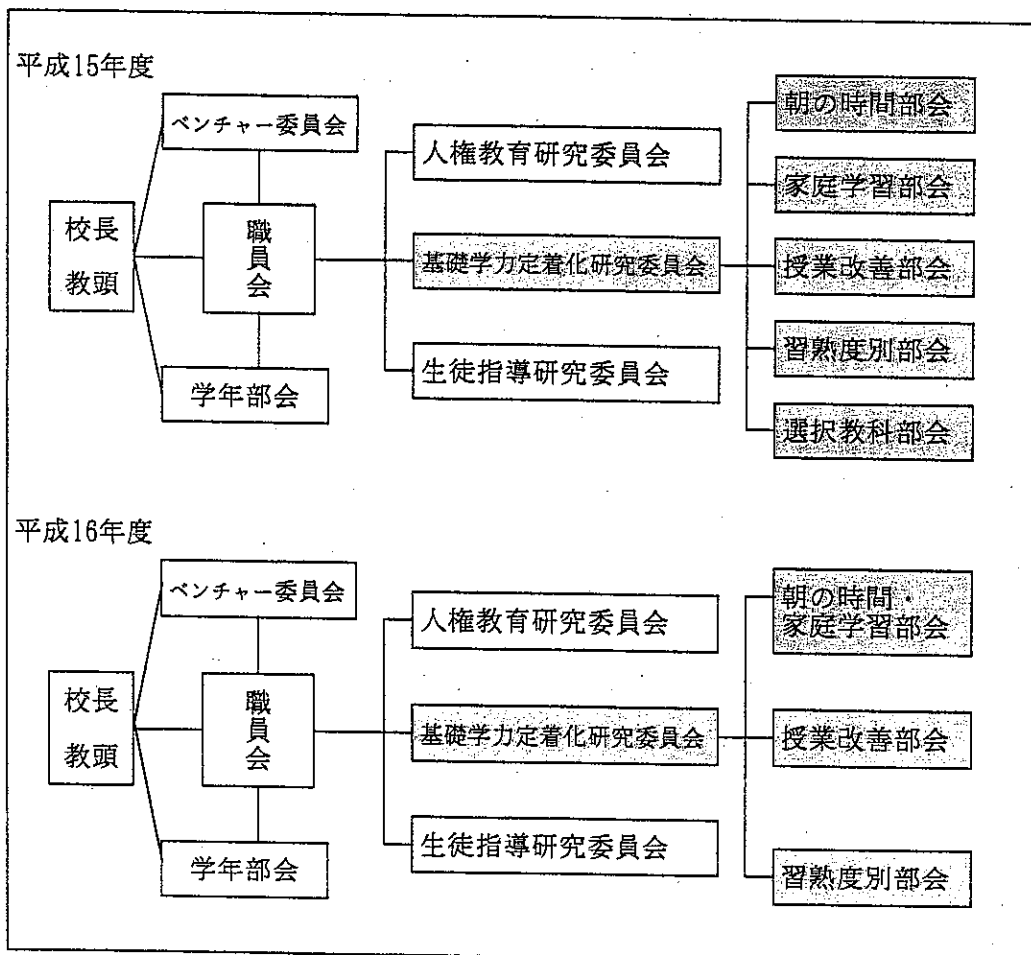 平成15年度
ベンチャー委員会
校長
教頭
職員会
学年部会
人権教育研究委員会
基礎学力定着化研究委員会
生徒指導研究委員会
朝の時間部会
家庭学習部会
授業改善部会
習熟度別部会
選択教科部会
平成16年度
ベンチャー委員会
校長
教頭
職員会
学年部会
人権教育研究委員会
基礎学力定着化研究委員会
生徒指導研究委員会
朝の時間・
家庭学習部会
授業改善部会
習熟度別部会